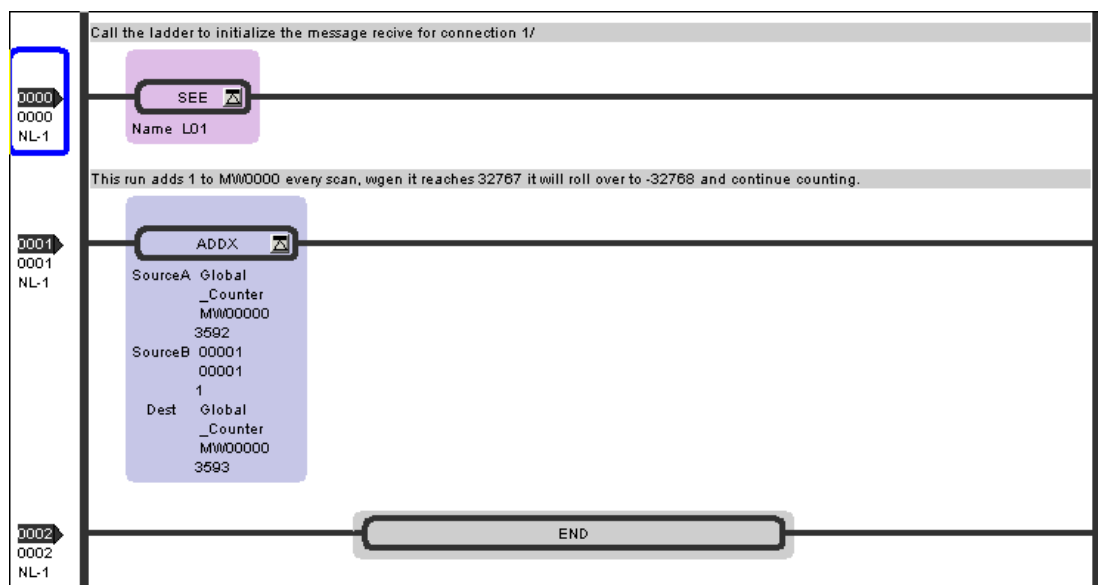 Call the ladder to initialize the message recive for connection 1/
0000
0000
NL-1
SEE
Name L01
This run adds 1 to MW0000 every scan, wgen it reaches 32767 it will roll over to -32768 and continue counting.
0001
0001
NL-1
ADDX
SourceA Global
_Counter
MW00000
3592
SourceB 00001
00001
1
Dest Global
_Counter
MW00000
3593
0002
0002
NL-1
END